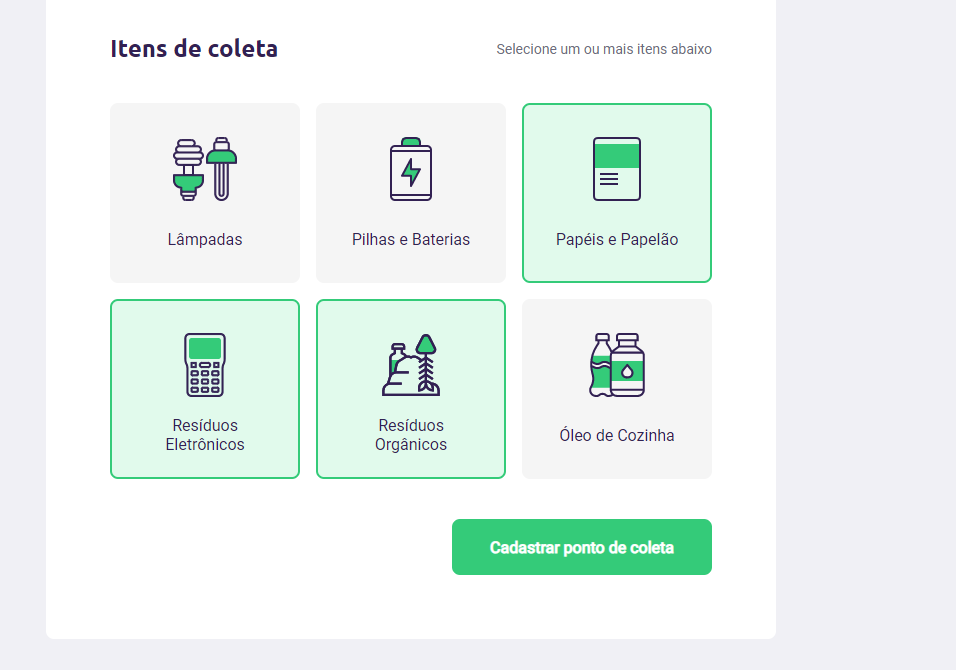 Itens de coleta
Selecione um ou mais itens abaixo
Lâmpadas
Pilhas e Baterias
Papéis e Papelão
Resíduos
Eletrônicos
Resíduos
Orgânicos
Óleo de Cozinha
Cadastrar ponto de coleta